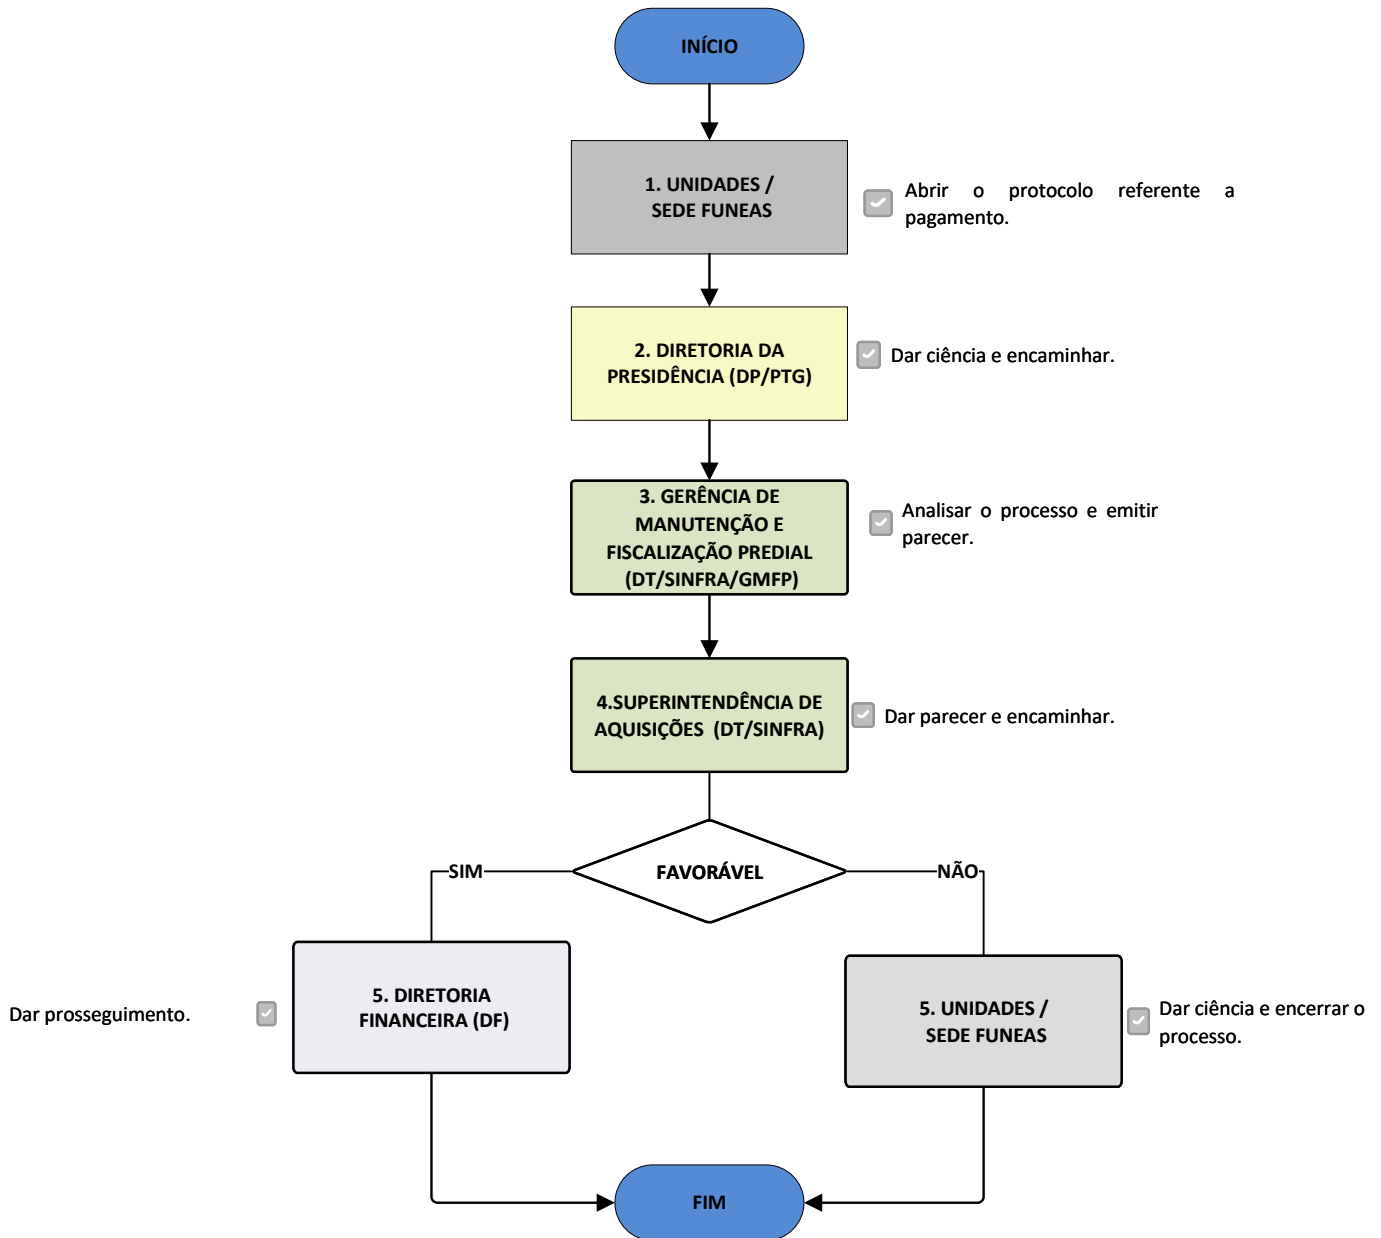 INÍCIO
1. UNIDADES /
SEDE FUNEAS
Abrir o protocolo referente a
pagamento.
2. DIRETORIA DA
PRESIDÊNCIA (DP/PTG)
Dar ciência e encaminhar.
3. GERÊNCIA DE
MANUTENÇÃO E
FISCALIZAÇÃO PREDIAL
(DT/SINFRA/GMFP)
Analisar o processo e emitir
parecer.
4.SUPERINTENDÊNCIA DE
AQUISIÇÕES (DT/SINFRA)
Dar parecer e encaminhar.
FAVORÁVEL
SIM
NÃO
Dar prosseguimento.
5. DIRETORIA
FINANCEIRA (DF)
5. UNIDADES /
SEDE FUNEAS
Dar ciência e encerrar o
processo.
FIM